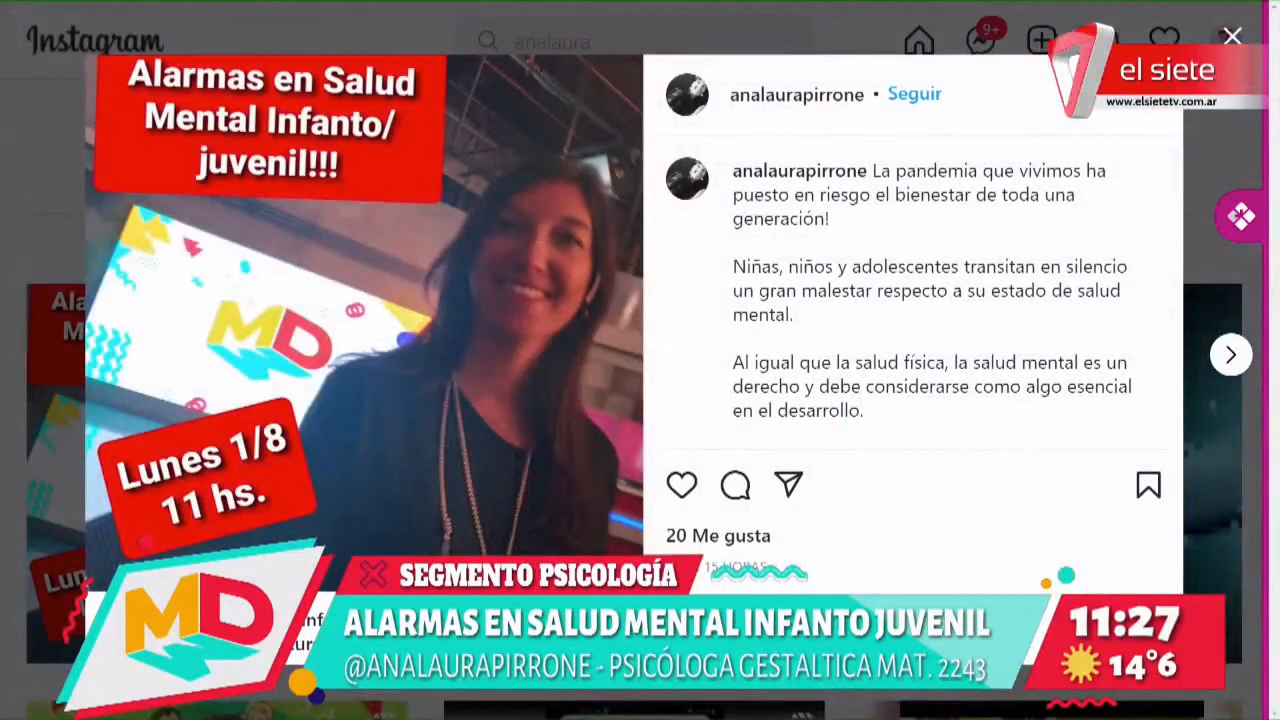 Instagram
analaura
9+
el siete
www.elsietetv.com.ar
Alarmas en Salud
Mental Infanto/
juvenil!!!
MD
Lunes 1/8
11 hs.
analaurapirrone • Seguir
analaurapirrone La pandemia que vivimos ha
puesto en riesgo el bienestar de toda una
generación!
Niñas, niños y adolescentes transitan en silencio
un gran malestar respecto a su estado de salud
mental.
Al igual que la salud física, la salud mental es un
derecho y debe considerarse como algo esencial
en el desarrollo.
20 Me gusta
15 HORAS
MD
SEGMENTO PSICOLOGÍA
ALARMAS EN SALUD MENTAL INFANTO JUVENIL
@ANALAURAPIRRONE - PSICÓLOGA GESTALTICA MAT. 2243
11:27
14°6